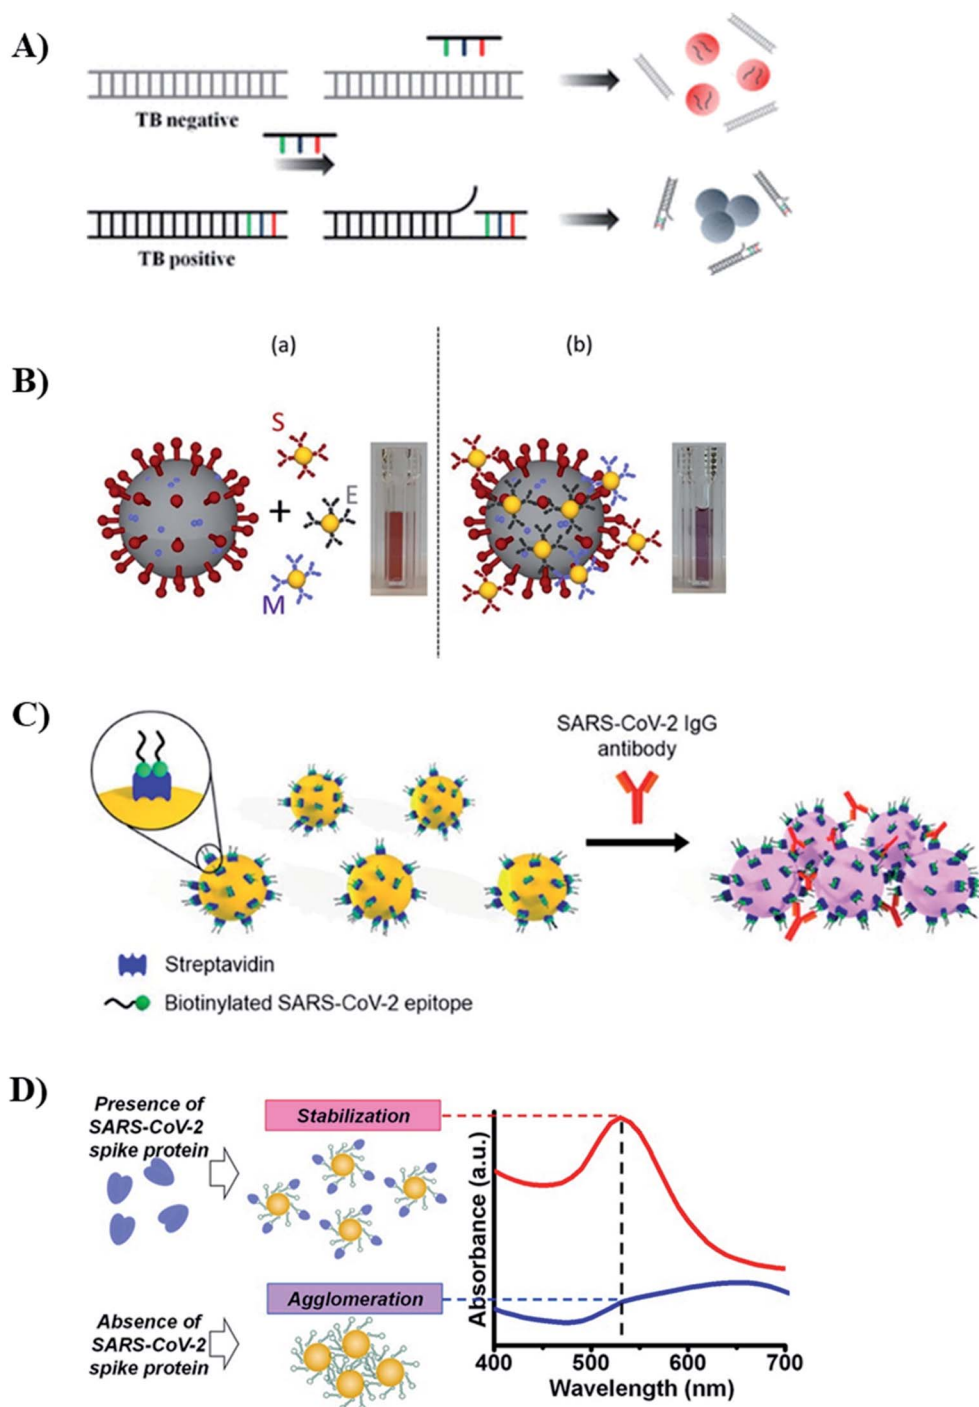 A)
TB negative
TB positive
(a)
(b)
B)
S
+
E
M
C)
SARS-CoV-2 IgG
antibody
Streptavidin
Biotinylated SARS-CoV-2 epitope
D)
Presence of
SARS-CoV-2
spike protein
Stabilization
Absence of
SARS-CoV-2
spike protein
Agglomeration
Absorbance (a.u.)
400 500 600 700
Wavelength (nm)